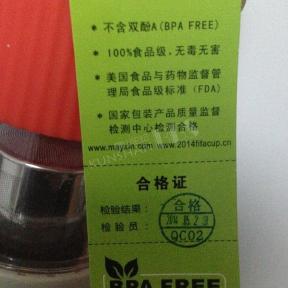 * 不含双酚A(BPA FREE)
* 100%食品级,无毒无害
* 美国食品与药物监督管
理局食品级标准(FDA)
* 国家包装产品质量监督
检测中心检测合格
www.mayxin.com www.2014fifacup.cn
合格证
检验结果:
合格
检验员:
QC02
BPA FREE